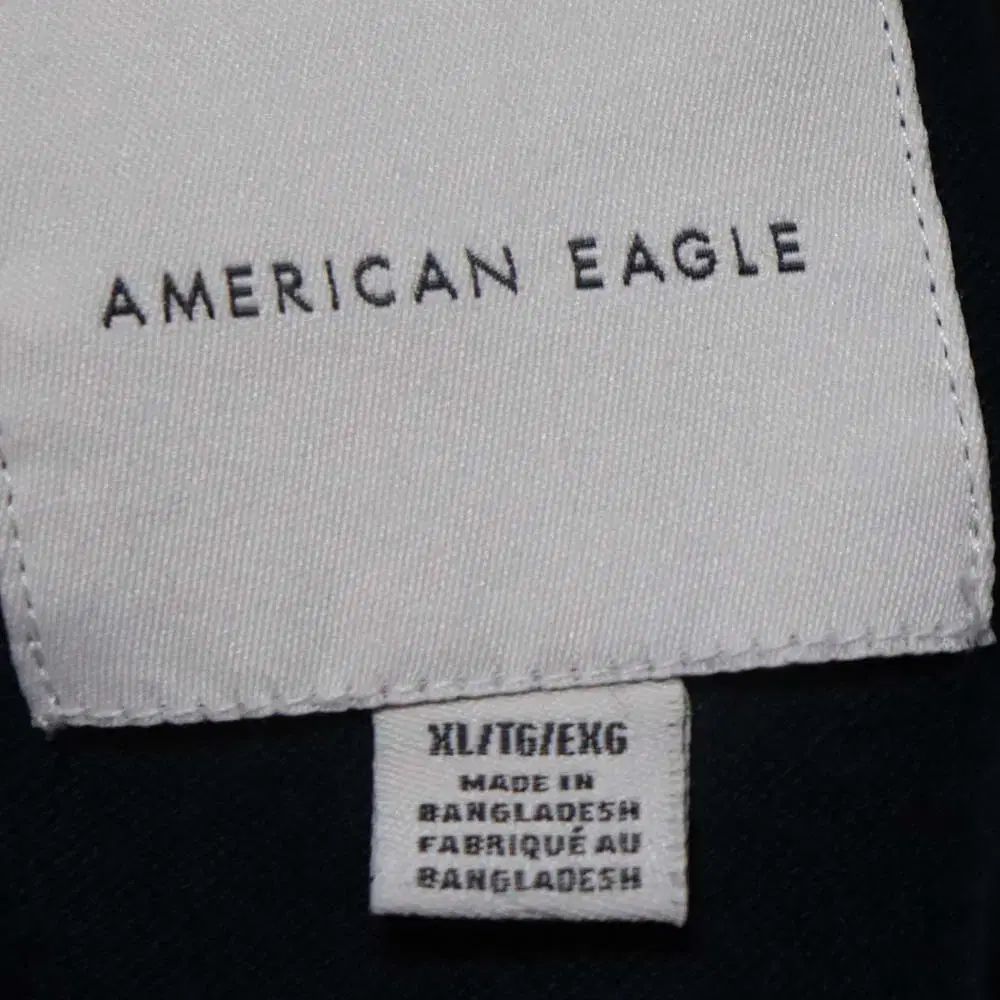 AMERICAN EAGLE
XL/TG/EXG
MADE IN
BANGLADESH
FABRIQUÉ AU
BANGLADESH